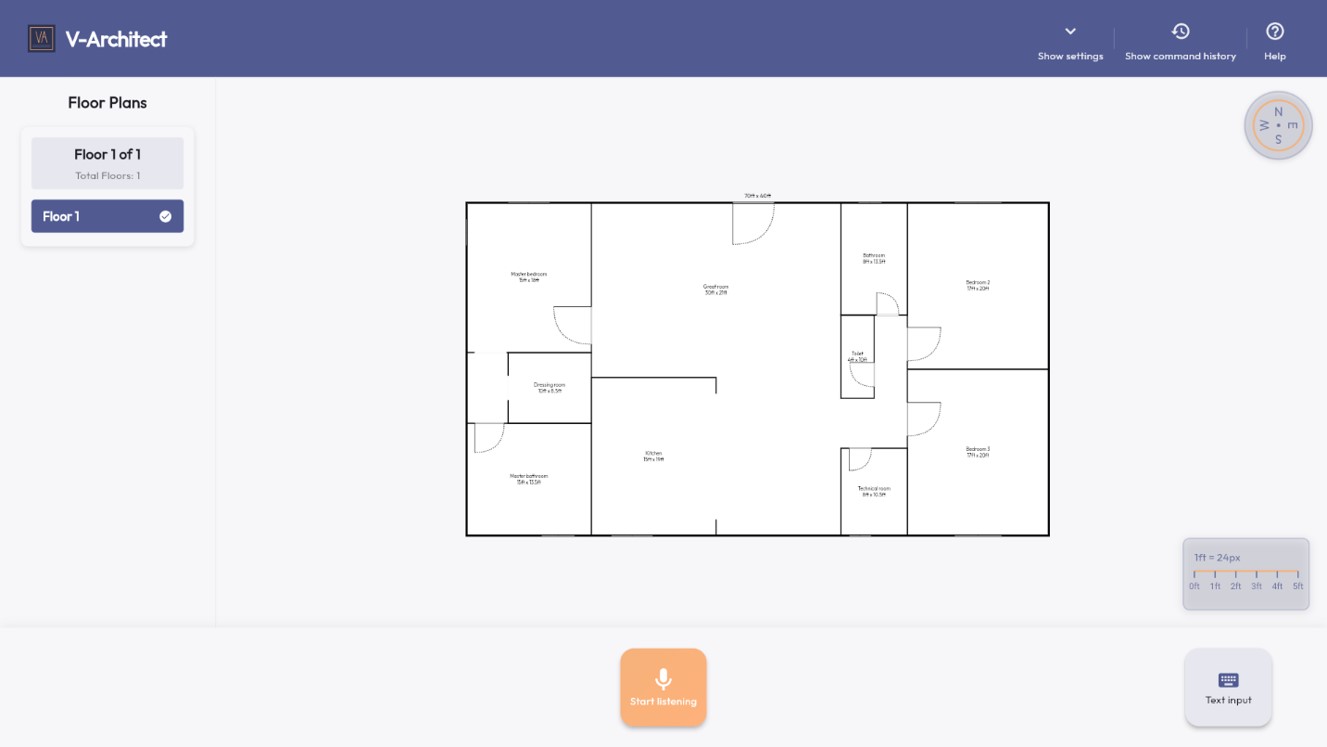 VA
V-Architect
Show settings
Show command history
Help
Floor Plans
Floor 1 of 1
Total Floors: 1
Floor 1
N
W
E
S
70ft x 40ft
Master bedroom
15ft x 18ft
Greatroom
30ft x 21ft
Bathroom
8ft x 13.5ft
Bedroom 2
17ft x 20ft
Toilet
4ft x 10ft
Dressing room
10ft x 8.5ft
Kitchen
15ft x 19ft
Bedroom 3
17ft x 20ft
Master bathroom
15ft x 13.5ft
Technical room
8ft x 10.5ft
1ft = 24px
0ft 1ft 2ft 3ft 4ft 5ft
Start listening
Text input